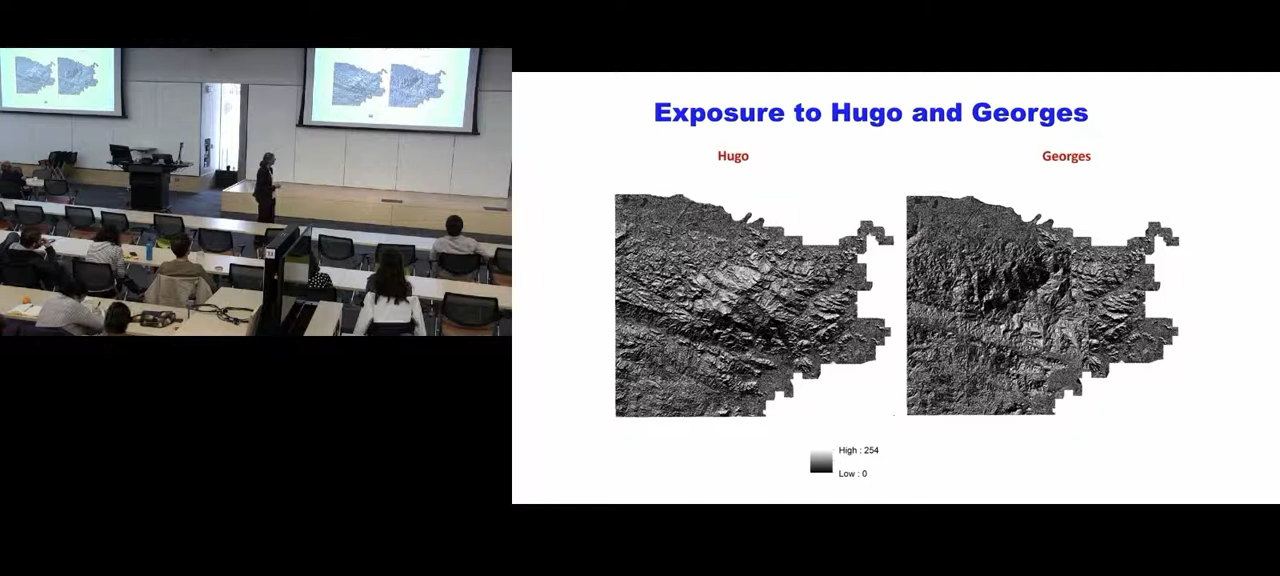 Exposure to Hugo and Georges
Hugo
Georges
High : 254
Low : 0